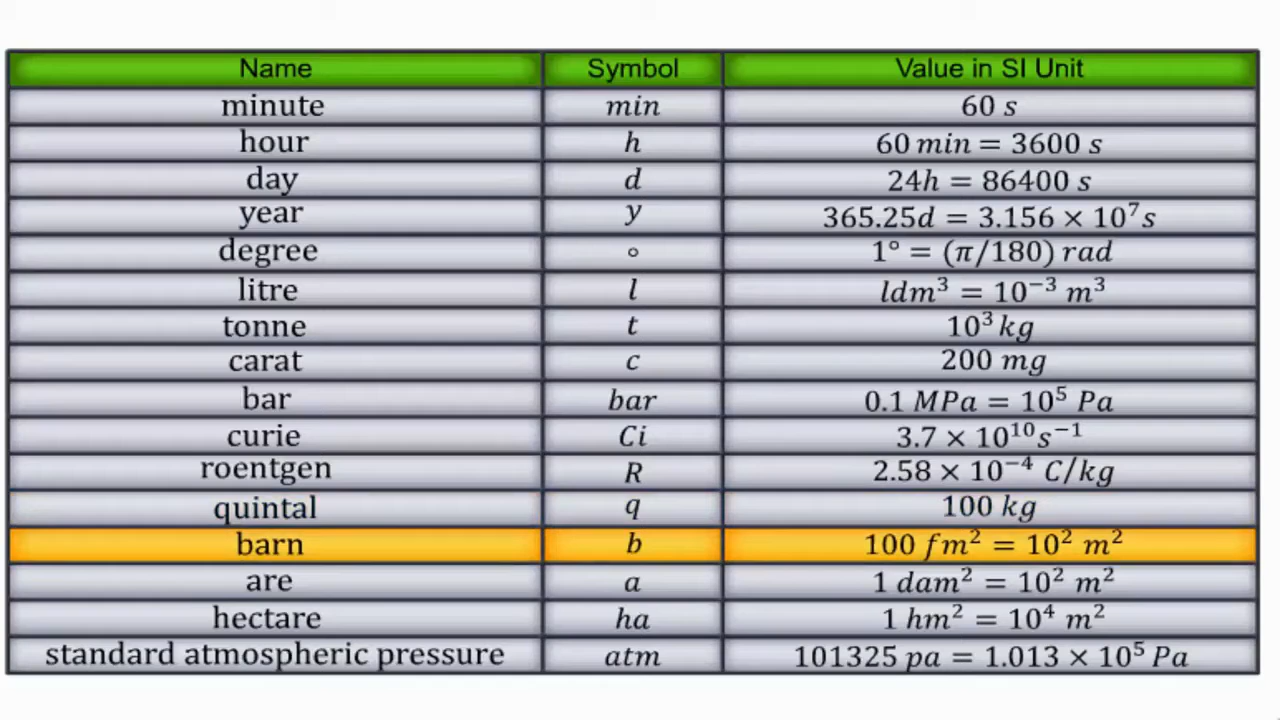 Name Symbol Value in SI Unit
minute min 60 s
hour h 60 min = 3600 s
day d 24h = 86400 s
year y 365.25d = 3.156 × 10⁷s
degree ° 1° = (π/180) rad
litre l ldm³ = 10⁻³ m³
tonne t 10³ kg
carat c 200 mg
bar bar 0.1 MPa = 10⁵ Pa
curie Ci 3.7 × 10¹⁰s⁻¹
roentgen R 2.58 × 10⁻⁴ C/kg
quintal q 100 kg
barn b 100 fm² = 10² m²
are a 1 dam² = 10² m²
hectare ha 1 hm² = 10⁴ m²
standard atmospheric pressure atm 101325 pa = 1.013 × 10⁵ Pa